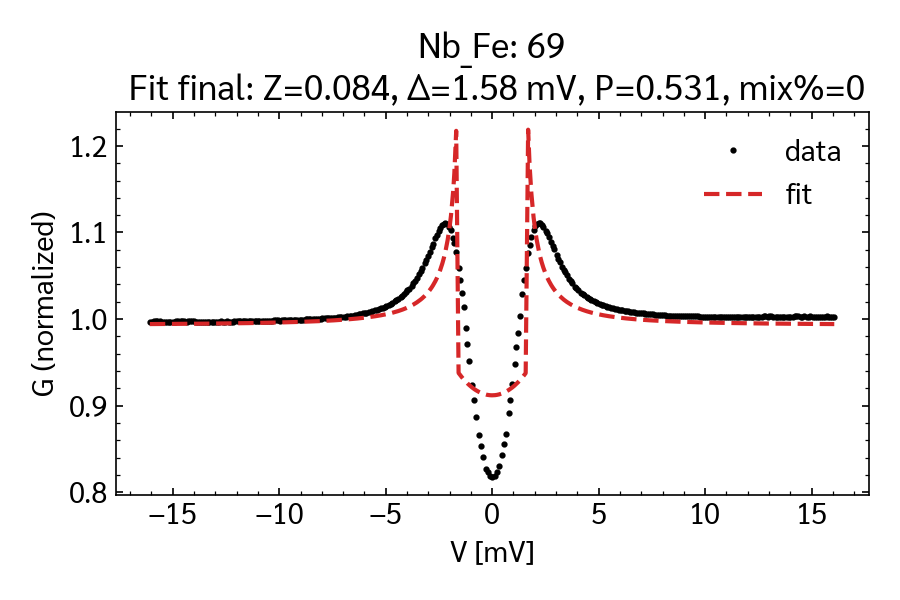 Nb_Fe: 69
Fit final: Z=0.084, Δ=1.58 mV, P=0.531, mix%=0
data
fit
G (normalized)
1.2
1.1
1.0
0.9
0.8
−15
−10
−5
0
5
10
15
V [mV]